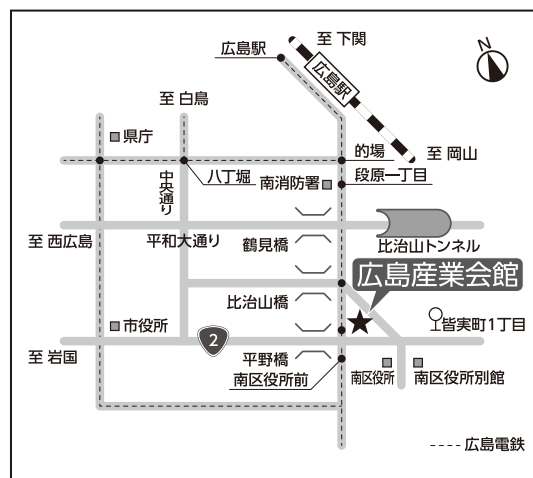 広島駅
至 下関
N
広島駅
至 白島
県庁
的場
至 岡山
八丁堀
南消防署
段原一丁目
中央通り
至 西広島
平和大通り
鶴見橋
比治山トンネル
広島産業会館
比治山橋
市役所
皆実町1丁目
2
至 岩国
平野橋
南区役所前
南区役所
南区役所別館
広島電鉄